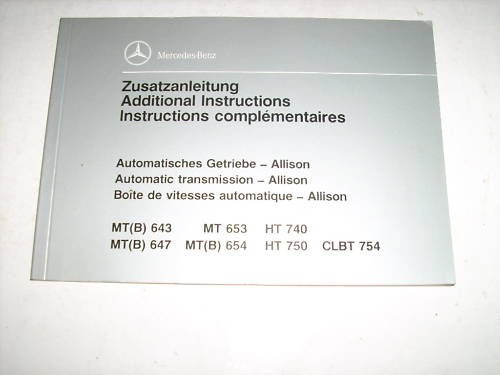 Mercedes-Benz
Zusatzanleitung
Additional Instructions
Instructions complémentaires
Automatisches Getriebe – Allison
Automatic transmission – Allison
Boîte de vitesses automatique – Allison
MT(B) 643 MT 653 HT 740
MT(B) 647 MT(B) 654 HT 750 CLBT 754